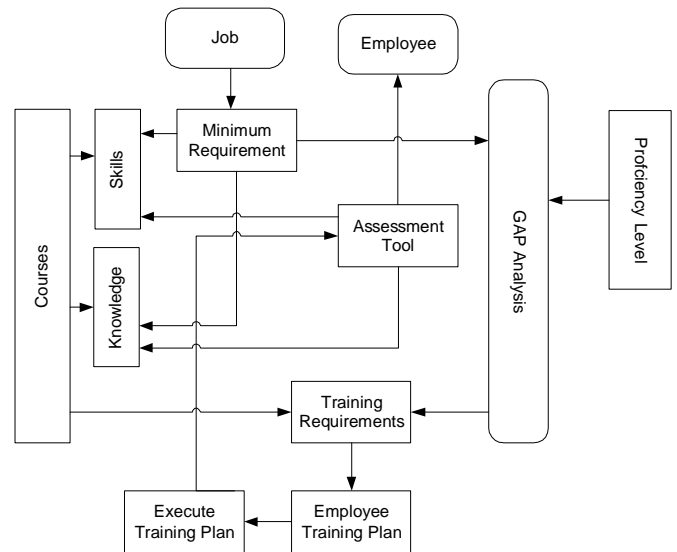 Job
Employee
Minimum
Requirement
Skills
Courses
Knowledge
Assessment
Tool
GAP Analysis
Profciency Level
Training
Requirements
Execute
Training Plan
Employee
Training Plan